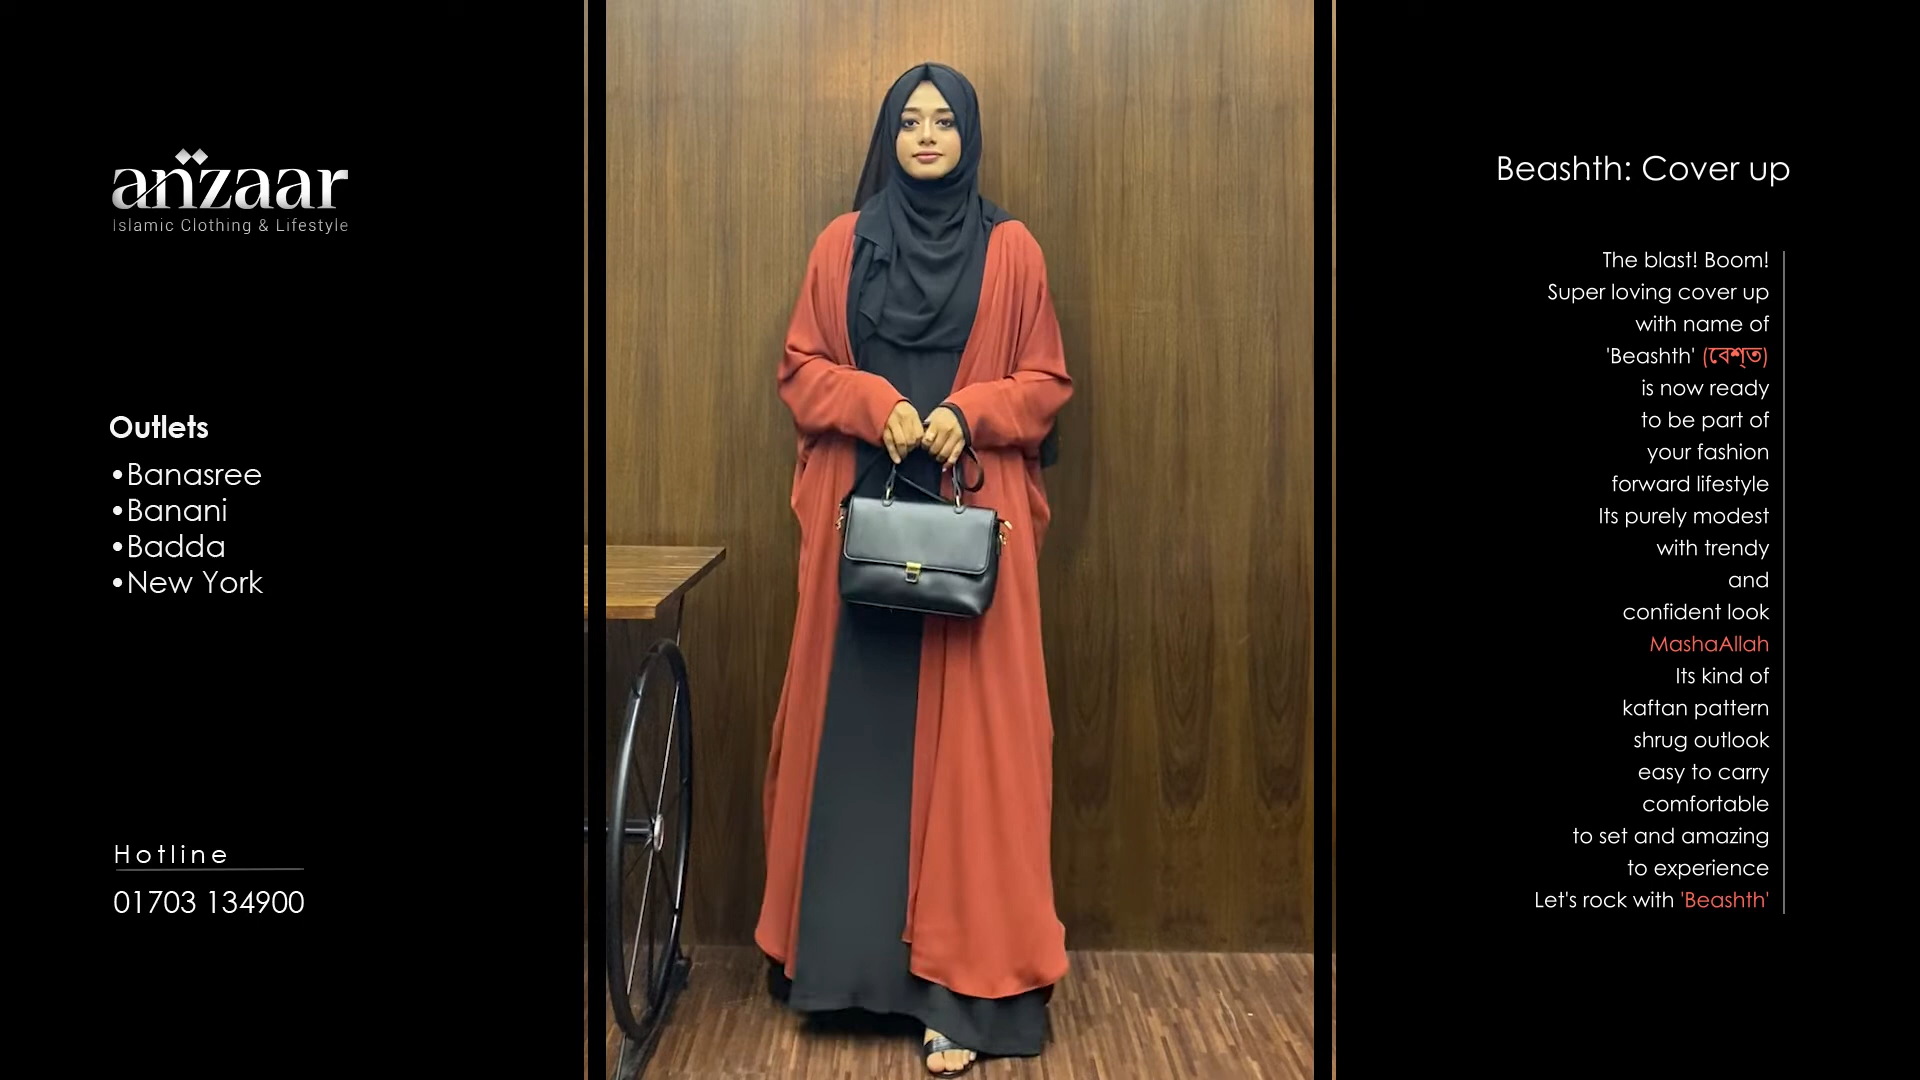 anzaar
Islamic Clothing & Lifestyle
Outlets
•Banasree
•Banani
•Badda
•New York
Hotline
01703 134900
Beashth: Cover up
The blast! Boom!
Super loving cover up
with name of
'Beashth' (বেশ্‌ত)
is now ready
to be part of
your fashion
forward lifestyle
Its purely modest
with trendy
and
confident look
MashaAllah
Its kind of
kaftan pattern
shrug outlook
easy to carry
comfortable
to set and amazing
to experience
Let's rock with 'Beashth'